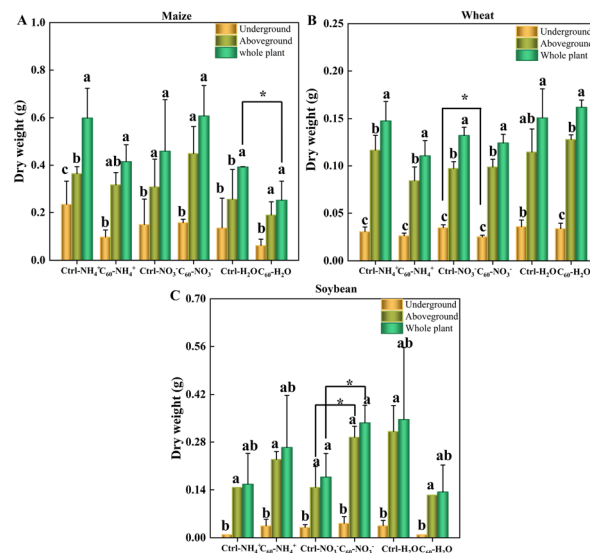 A
Maize
Dry weight (g)
1.0
0.8
0.6
0.4
0.2
0.0
Underground
Aboveground
whole plant
c b a
b ab a
b a a
b a a
b a a
b a a
*
Ctrl-NH₄⁺ C₆₀-NH₄⁺ Ctrl-NO₃⁻ C₆₀-NO₃⁻ Ctrl-H₂O C₆₀-H₂O
B
Wheat
Dry weight (g)
0.25
0.20
0.15
0.10
0.05
0.00
Underground
Aboveground
Whole plant
c b a
c b a
c b a
c b a
b ab a
c b a
*
Ctrl-NH₄⁺ C₆₀-NH₄⁺ Ctrl-NO₃⁻ C₆₀-NO₃⁻ Ctrl-H₂O C₆₀-H₂O
C
Soybean
Dry weight (g)
0.70
0.56
0.42
0.28
0.14
0.00
Underground
Aboveground
Whole plant
b a ab
b a ab
b a a
b a a
b a ab
b a ab
*
*
Ctrl-NH₄⁺ C₆₀-NH₄⁺ Ctrl-NO₃⁻ C₆₀-NO₃⁻ Ctrl-H₂O C₆₀-H₂O